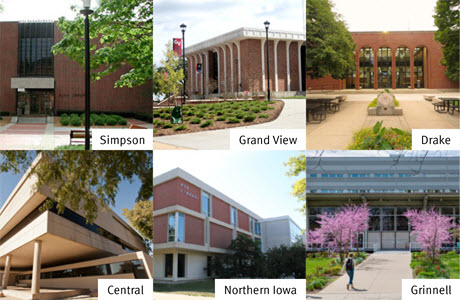 Simpson
Grand View
Drake
Central
Northern Iowa
Grinnell